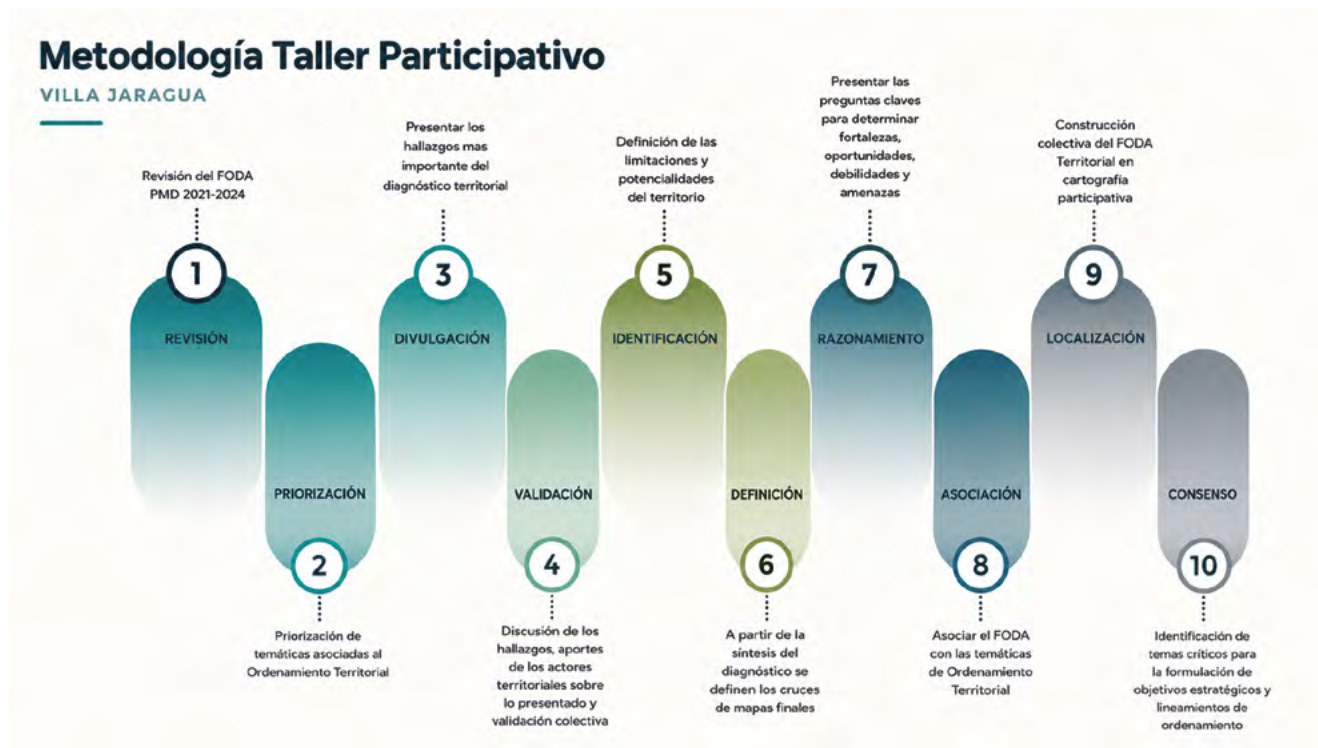 Metodología Taller Participativo
VILLA JARAGUA
Revisión del FODA
PMD 2021-2024
1
REVISIÓN
PRIORIZACIÓN
2
Priorización de
temáticas asociadas al
Ordenamiento Territorial
Presentar los
hallazgos mas
importante del
diagnóstico territorial
3
DIVULGACIÓN
VALIDACIÓN
4
Discusión de los
hallazgos, aportes
de los actores
territoriales sobre
lo presentado y
validación colectiva
Definición de las
limitaciones y
potencialidades
del territorio
5
IDENTIFICACIÓN
DEFINICIÓN
6
A partir de la
síntesis del
diagnóstico se
definen los cruces
de mapas finales
Presentar las
preguntas claves
para determinar
fortalezas,
oportunidades,
debilidades y
amenazas
7
RAZONAMIENTO
ASOCIACIÓN
8
Asociar el FODA
con las temáticas
de Ordenamiento
Territorial
Construcción
colectiva del FODA
Territorial en
cartografía
participativa
9
LOCALIZACIÓN
CONSENSO
10
Identificación de
temas críticos para
la formulación de
objetivos estratégicos y
lineamientos de
ordenamiento